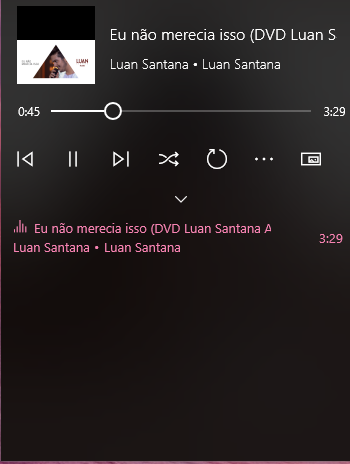 Eu não merecia isso (DVD Luan S
Luan Santana • Luan Santana
0:45
3:29
Eu não merecia isso (DVD Luan Santana A
3:29
Luan Santana • Luan Santana
LUAN